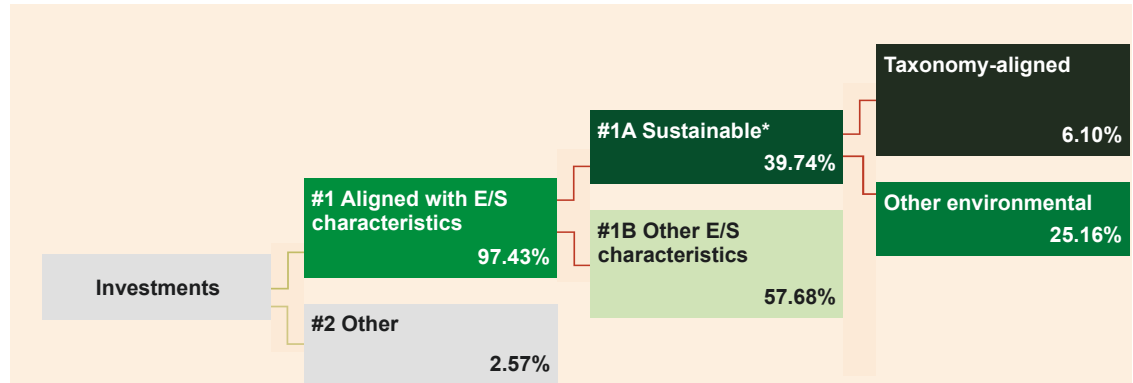 Investments
#1 Aligned with E/S
characteristics
97.43%
#2 Other
2.57%
#1A Sustainable*
39.74%
#1B Other E/S
characteristics
57.68%
Taxonomy-aligned
6.10%
Other environmental
25.16%